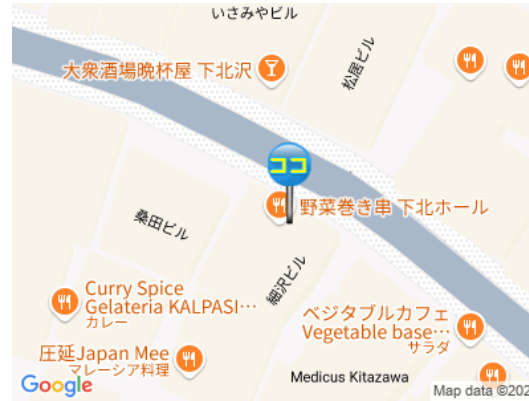 いさみやビル
大衆酒場晩杯屋 下北沢
松居ビル
ココ
野菜巻き串 下北ホール
桑田ビル
細沢ビル
Curry Spice
Gelateria KALPASI…
カレー
ベジタブルカフェ
Vegetable base…
サラダ
圧延Japan Mee
マレーシア料理
Medicus Kitazawa
Google
Map data ©202